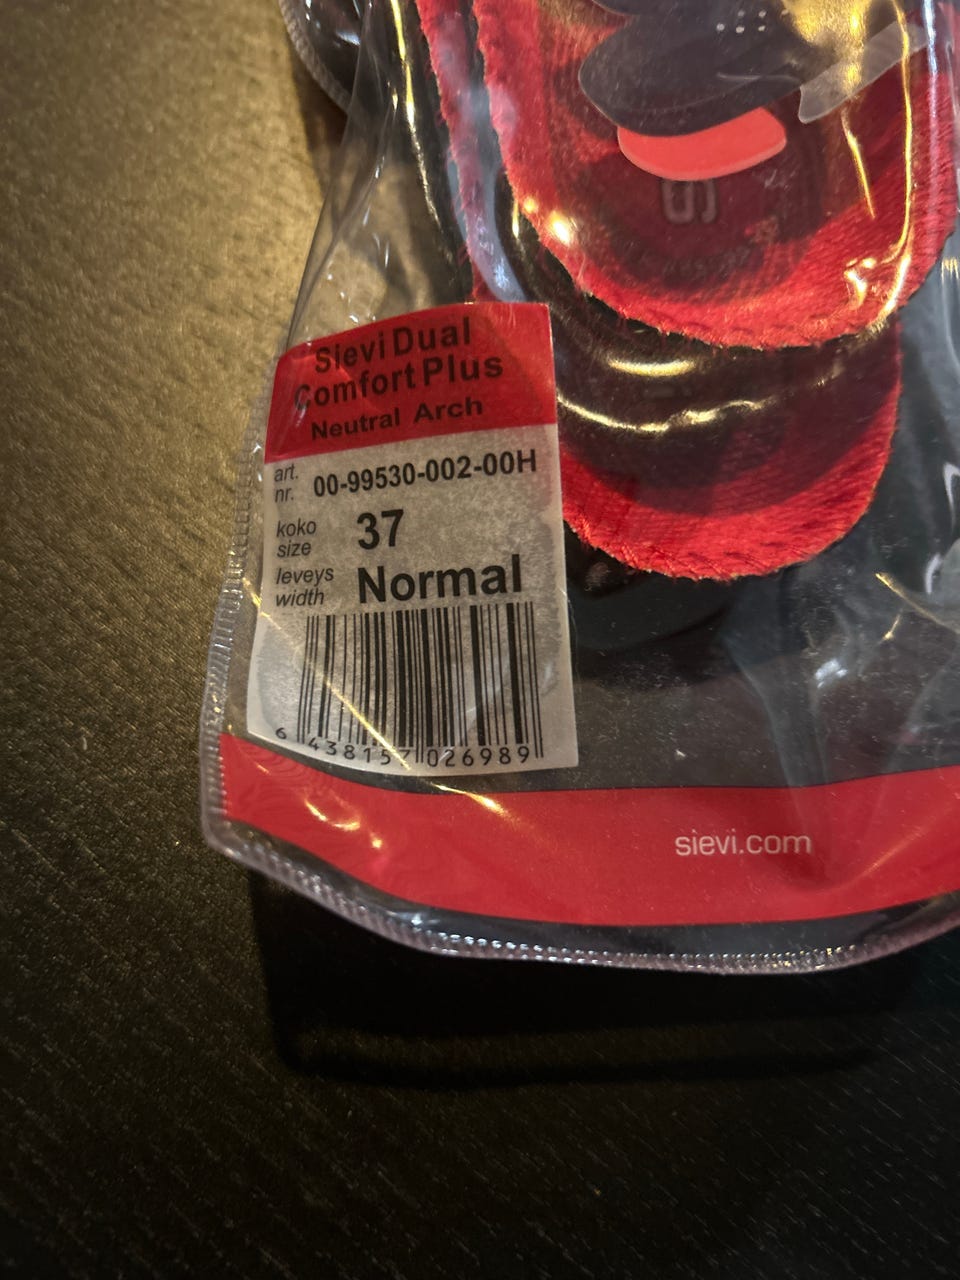 Sievi Dual
Comfort Plus
Neutral Arch
art.
nr. 00-99530-002-00H
koko
size 37
leveys
width Normal
6 438157 026989
sievi.com